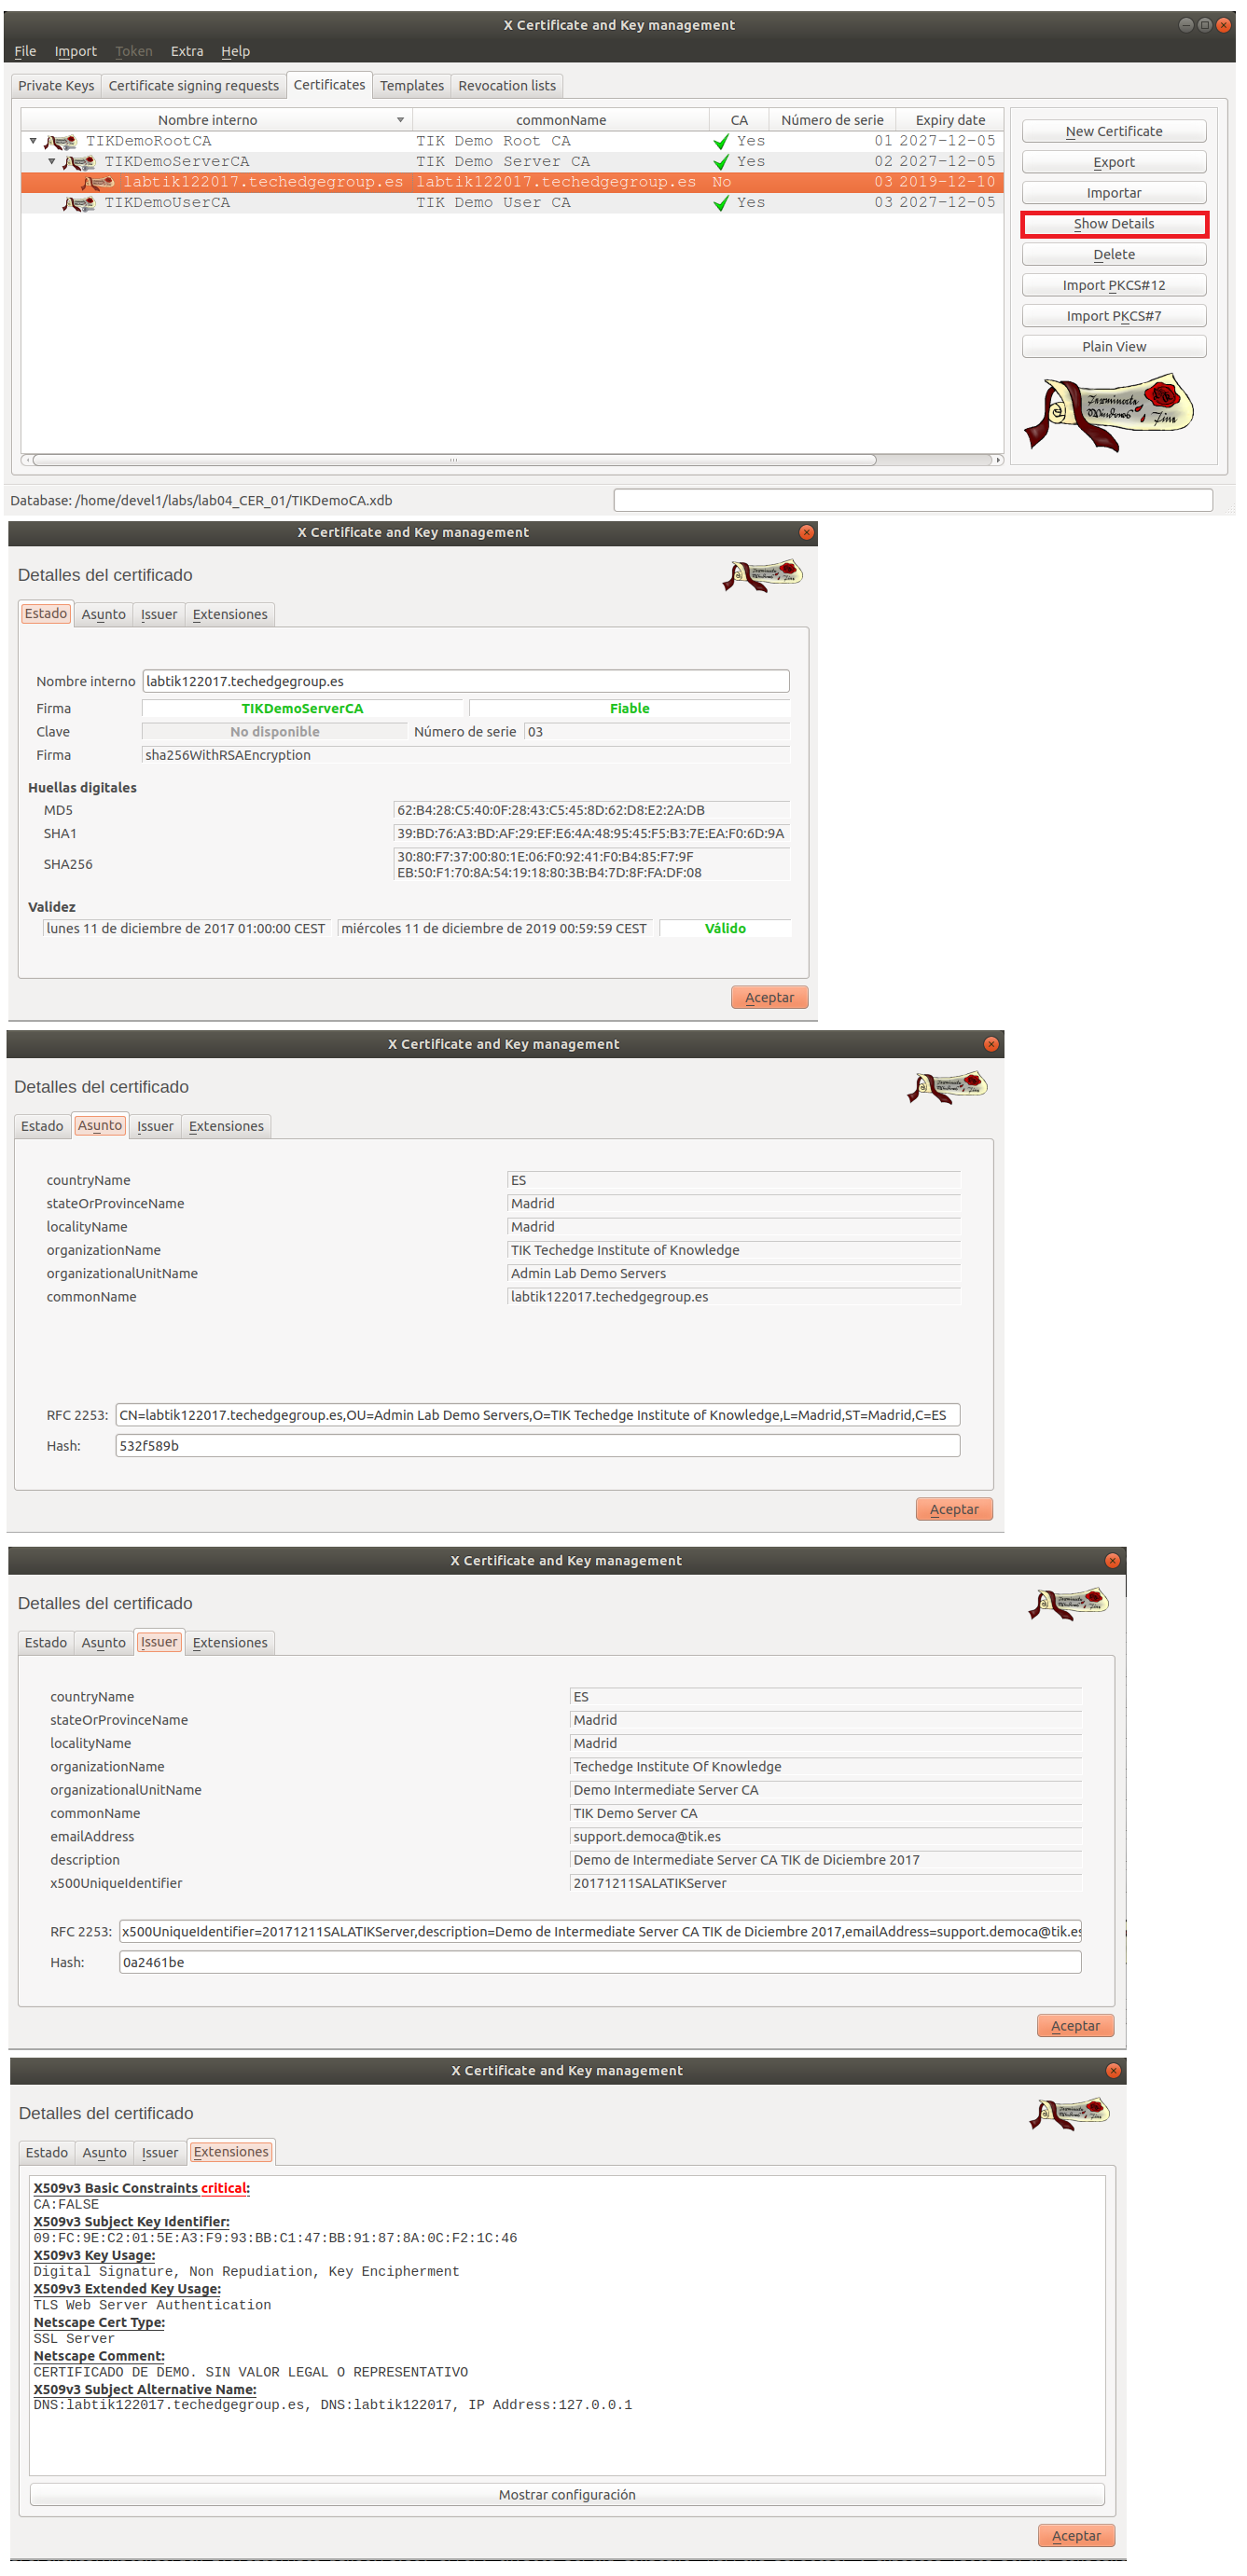 X Certificate and Key management
File Import Token Extra Help
Private Keys Certificate signing requests Certificates Templates Revocation lists
Nombre interno commonName CA Número de serie Expiry date
TIKDemoRootCA TIK Demo Root CA Yes 01 2027-12-05
TIKDemoServerCA TIK Demo Server CA Yes 02 2027-12-05
labtik122017.techedgegroup.es labtik122017.techedgegroup.es No 03 2019-12-10
TIKDemoUserCA TIK Demo User CA Yes 03 2027-12-05
New Certificate
Export
Importar
Show Details
Delete
Import PKCS#12
Import PKCS#7
Plain View
Database: /home/devel1/labs/lab04_CER_01/TIKDemoCA.xdb
X Certificate and Key management
Detalles del certificado
Estado Asunto Issuer Extensiones
Nombre interno labtik122017.techedgegroup.es
Firma TIKDemoServerCA Fiable
Clave No disponible Número de serie 03
Firma sha256WithRSAEncryption
Huellas digitales
MD5 62:B4:28:C5:40:0F:28:43:C5:45:8D:62:D8:E2:2A:DB
SHA1 39:BD:76:A3:BD:AF:29:EF:E6:4A:48:95:45:F5:B3:7E:EA:F0:6D:9A
SHA256 30:80:F7:37:00:80:1E:06:F0:92:41:F0:B4:85:F7:9F
EB:50:F1:70:8A:54:19:18:80:3B:B4:7D:8F:FA:DF:08
Validez
lunes 11 de diciembre de 2017 01:00:00 CEST miércoles 11 de diciembre de 2019 00:59:59 CEST Válido
Aceptar
X Certificate and Key management
Detalles del certificado
Estado Asunto Issuer Extensiones
countryName ES
stateOrProvinceName Madrid
localityName Madrid
organizationName TIK Techedge Institute of Knowledge
organizationalUnitName Admin Lab Demo Servers
commonName labtik122017.techedgegroup.es
RFC 2253: CN=labtik122017.techedgegroup.es,OU=Admin Lab Demo Servers,O=TIK Techedge Institute of Knowledge,L=Madrid,ST=Madrid,C=ES
Hash: 532f589b
Aceptar
X Certificate and Key management
Detalles del certificado
Estado Asunto Issuer Extensiones
countryName ES
stateOrProvinceName Madrid
localityName Madrid
organizationName Techedge Institute Of Knowledge
organizationalUnitName Demo Intermediate Server CA
commonName TIK Demo Server CA
emailAddress support.democa@tik.es
description Demo de Intermediate Server CA TIK de Diciembre 2017
x500UniqueIdentifier 20171211SALATIKServer
RFC 2253: x500UniqueIdentifier=20171211SALATIKServer,description=Demo de Intermediate Server CA TIK de Diciembre 2017,emailAddress=support.democa@tik.es
Hash: 0a2461be
Aceptar
X Certificate and Key management
Detalles del certificado
Estado Asunto Issuer Extensiones
X509v3 Basic Constraints critical:
CA:FALSE
X509v3 Subject Key Identifier:
09:FC:9E:C2:01:5E:A3:F9:93:BB:C1:47:BB:91:87:8A:0C:F2:1C:46
X509v3 Key Usage:
Digital Signature, Non Repudiation, Key Encipherment
X509v3 Extended Key Usage:
TLS Web Server Authentication
Netscape Cert Type:
SSL Server
Netscape Comment:
CERTIFICADO DE DEMO. SIN VALOR LEGAL O REPRESENTATIVO
X509v3 Subject Alternative Name:
DNS:labtik122017.techedgegroup.es, DNS:labtik122017, IP Address:127.0.0.1
Mostrar configuración
Aceptar